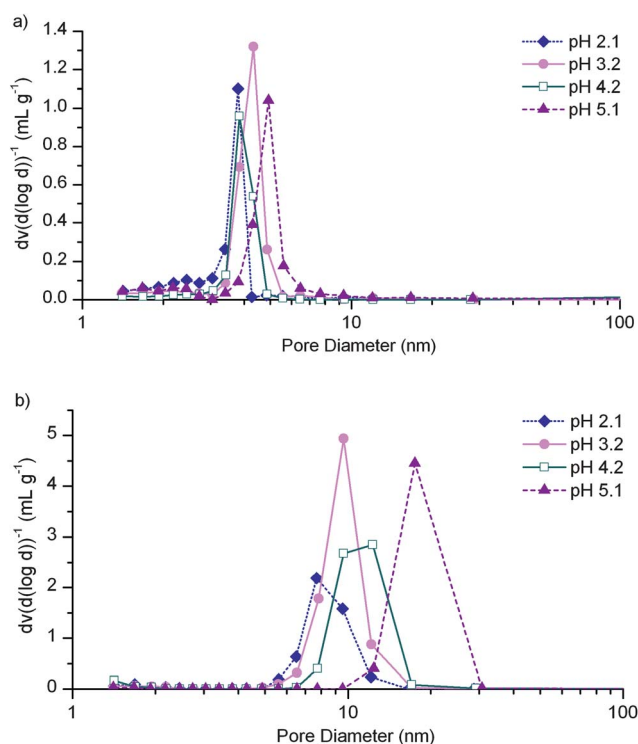 a)
dv(d(log d))⁻¹ (mL g⁻¹)
1.4
1.2
1.0
0.8
0.6
0.4
0.2
0.0
pH 2.1
pH 3.2
pH 4.2
pH 5.1
1 10 100
Pore Diameter (nm)
b)
dv(d(log d))⁻¹ (mL g⁻¹)
5
4
3
2
1
0
pH 2.1
pH 3.2
pH 4.2
pH 5.1
1 10 100
Pore Diameter (nm)